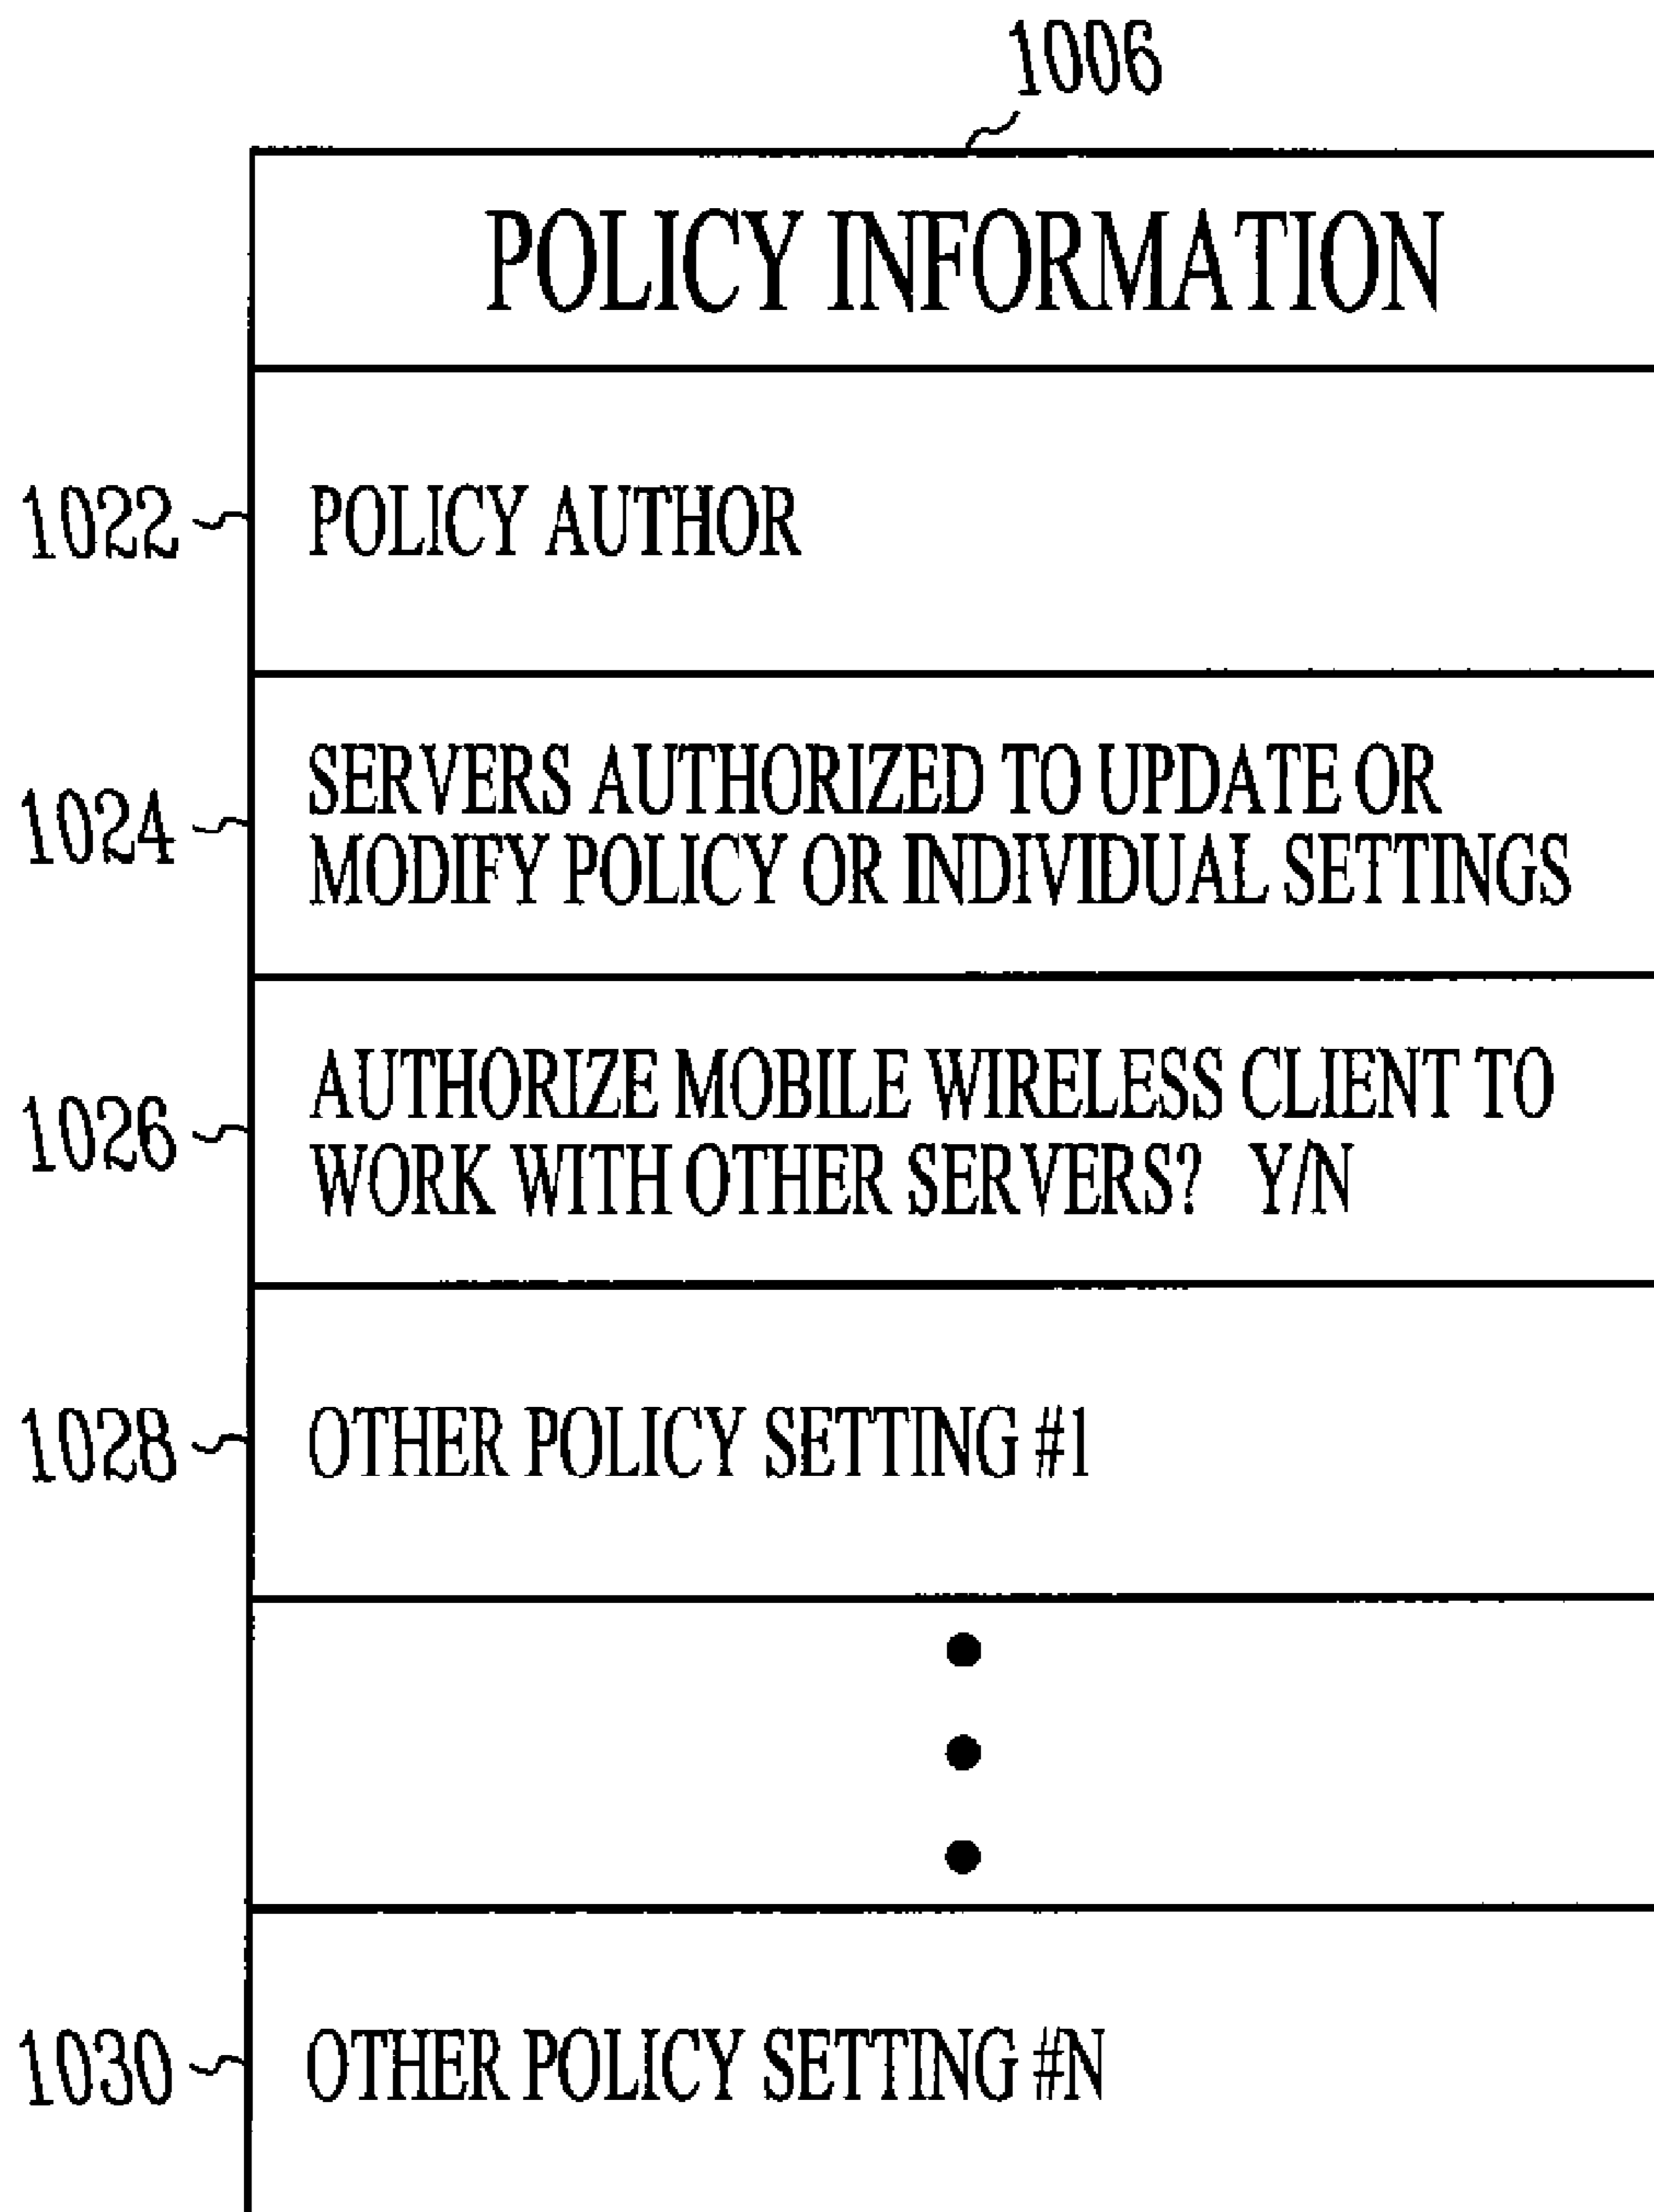 1006
POLICY INFORMATION
1022 POLICY AUTHOR
SERVERS AUTHORIZED TO UPDATE OR
1024
MODIFY POLICY OR INDIVIDUAL SETTINGS
AUTHORIZE MOBILE WIRELESS CLIENT TO
1026
WORK WITH OTHER SERVERS? Y/N
1028 OTHER POLICY SETTING #1
1030 OTHER POLICY SETTING #N